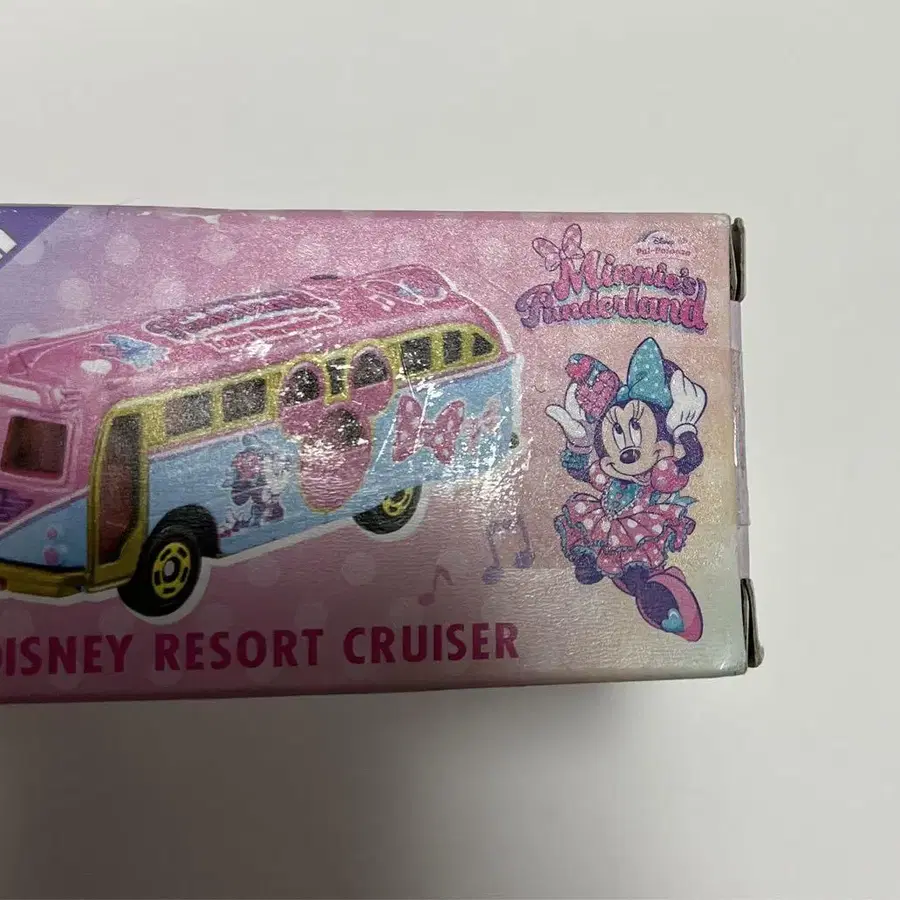 Disney
Pal-Palooza
Minnie's
Funderland
DISNEY RESORT CRUISER